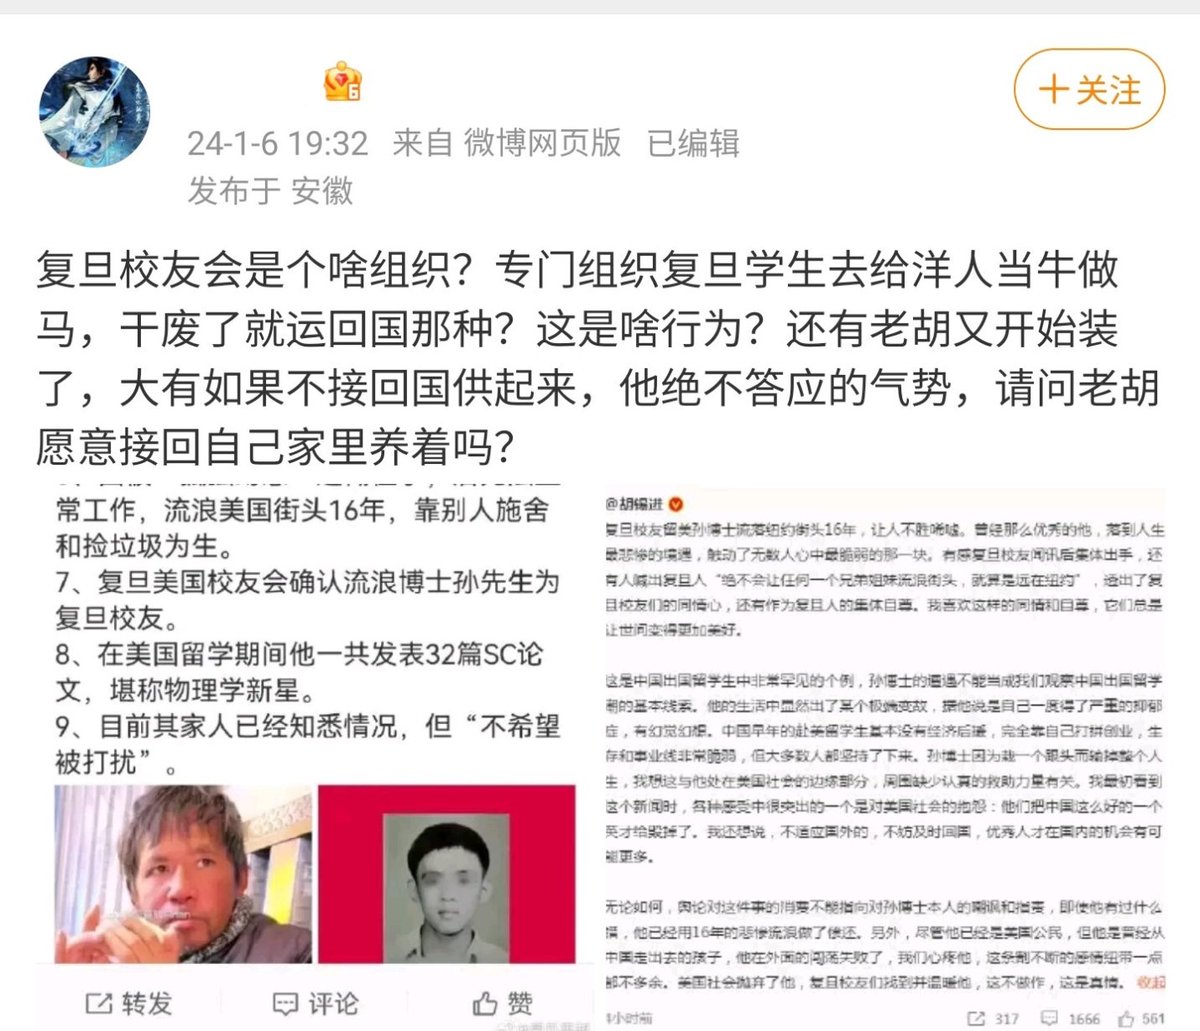 6
关注
24-1-6 19:32 来自 微博网页版 已编辑
发布于 安徽
复旦校友会是个啥组织？专门组织复旦学生去给洋人当牛做
马，干废了就运回国那种？这是啥行为？还有老胡又开始装
了，大有如果不接回国供起来，他绝不答应的气势，请问老胡
愿意接回自己家里养着吗？
常工作，流浪美国街头16年，靠别人施舍
和捡垃圾为生。
7、复旦美国校友会确认流浪博士孙先生为
复旦校友。
8、在美国留学期间他一共发表32篇SC论
文，堪称物理学新星。
9、目前其家人已经知悉情况，但“不希望
被打扰”。
转发
评论
赞
@胡锡进
复旦校友留美孙博士流落纽约街头16年，让人不胜唏嘘。曾经那么优秀的他，落到人生
最悲惨的境遇，触动了无数人心中最脆弱的那一块。有感复旦校友闻讯后集体出手，还
有人喊出复旦人“绝不会让任何一个兄弟姐妹流浪街头，就算是远在纽约”，透出了复
旦校友们的同情心，还有作为复旦人的集体自尊。我喜欢这样的同情和自尊，它们总是
让世间变得更加美好。
这是中国出国留学生中非常罕见的个例，孙博士的遭遇不能当成我们观察中国出国留学
潮的基本线索。他的生活中显然出了某个极端变故，据他说是自己一度得了严重的抑郁
症，有幻觉幻想。中国早年的赴美留学生基本没有经济后援，完全靠自己打拼创业，生
存和事业线非常脆弱，但大多数人都坚持了下来。孙博士因为栽一个跟头而输掉整个人
生，我想这与他处在美国社会的边缘部分，周围缺少认真的救助力量有关。我最初看到
这个新闻时，各种感受中很突出的一个是对美国社会的抱怨：他们把中国这么好的一个
英才给毁掉了。我还想说，不适应国外的，不妨及时回国，优秀人才在国内的机会有可
能更多。
无论如何，舆论对这件事的消费不能指向对孙博士本人的嘲讽和指责，即使他有过什么
错，他已经用16年的悲惨流浪做了偿还。另外，尽管他已经是美国公民，但他是曾经从
中国走出去的孩子，他在外面的闯荡失败了，我们心疼他，这条割不断的感情纽带一点
都不多余。美国社会抛弃了他，复旦校友们找到并温暖他，这不做作，这是真情。 收起
4小时前
317
1666
561